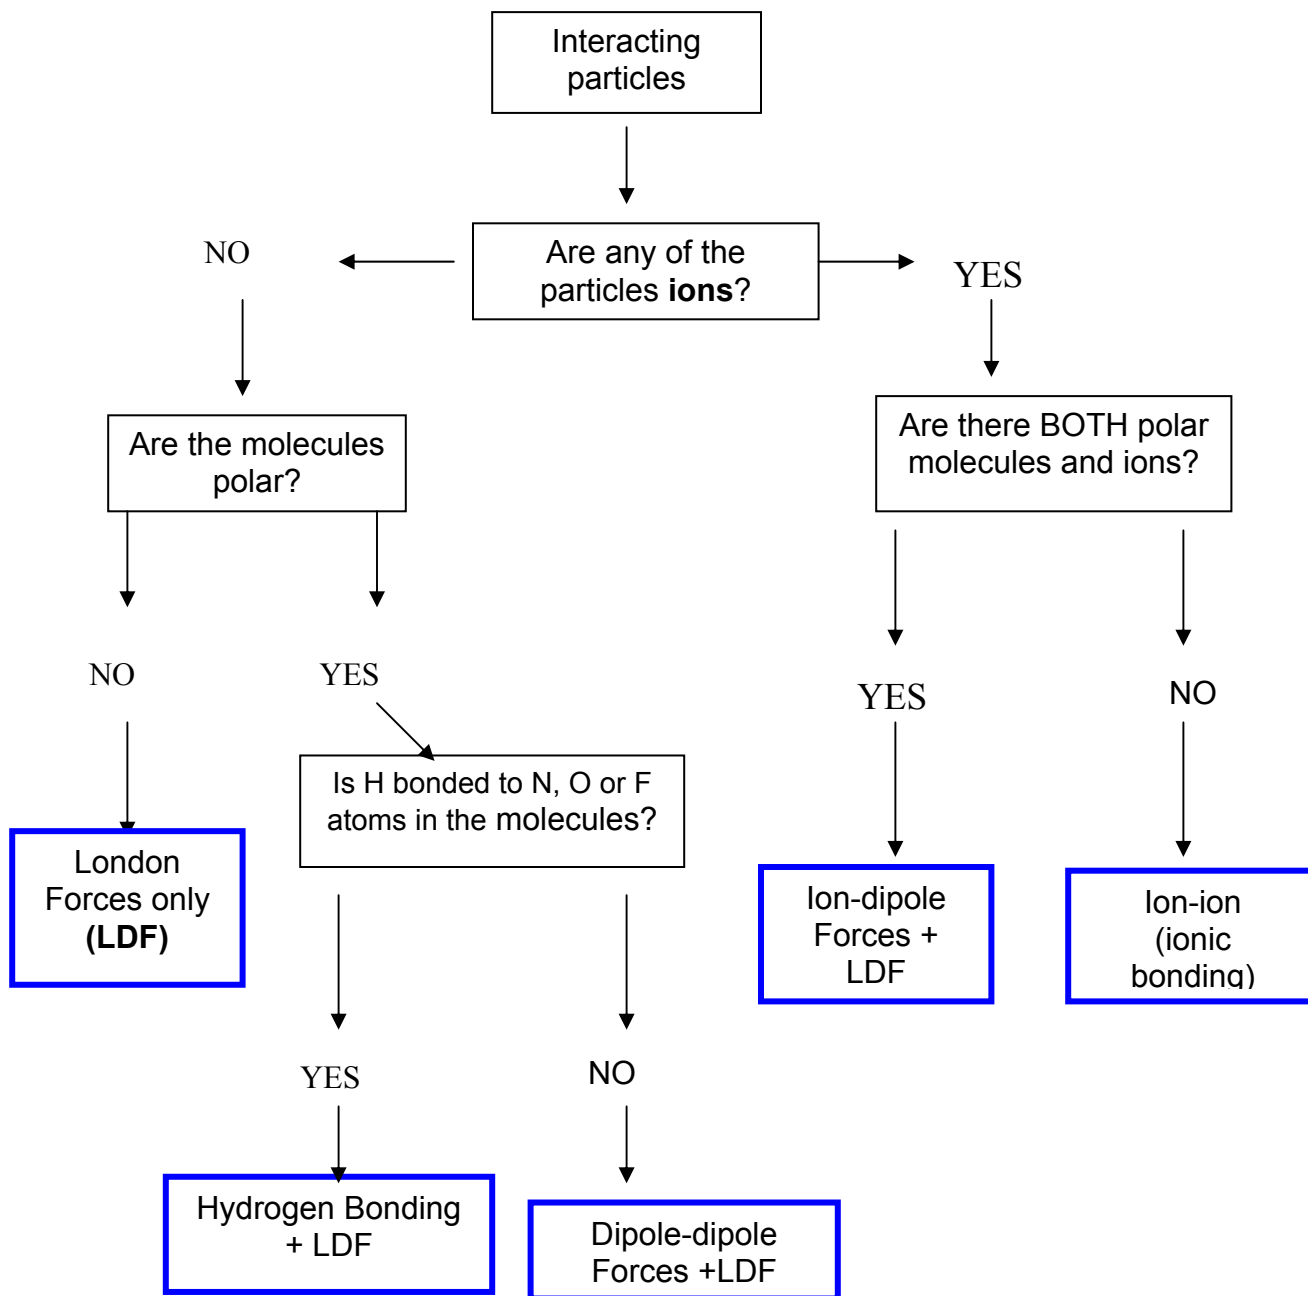 Interacting
particles
NO
Are any of the
particles ions?
YES
Are the molecules
polar?
Are there BOTH polar
molecules and ions?
NO
YES
YES
NO
Is H bonded to N, O or F
atoms in the molecules?
London
Forces only
(LDF)
Ion-dipole
Forces +
LDF
Ion-ion
(ionic
bonding)
YES
NO
Hydrogen Bonding
+ LDF
Dipole-dipole
Forces +LDF